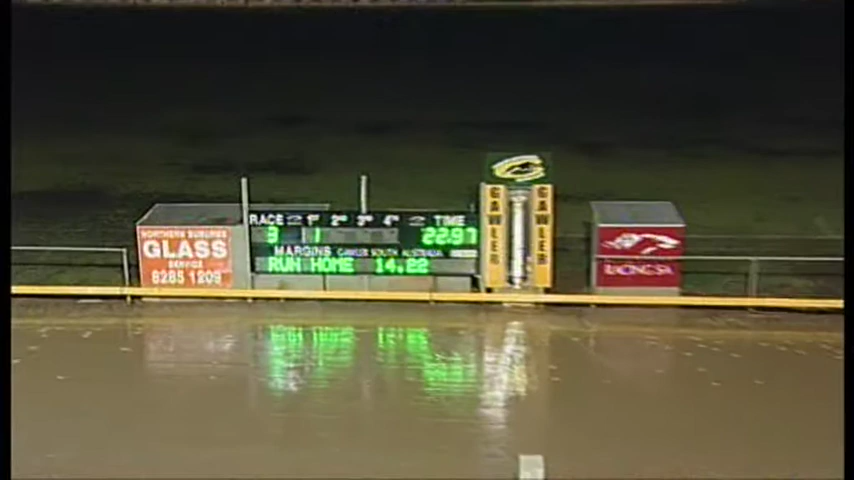 NORTHERN SUBURBS
GLASS
SERVICE
8285 1209
RACE 1st 2nd 3rd 4th TIME
1 22.97
MARGINS GAWLER SOUTH AUSTRALIA
RUN HOME 14.22
GAWLER
GAWLER
RACING SA